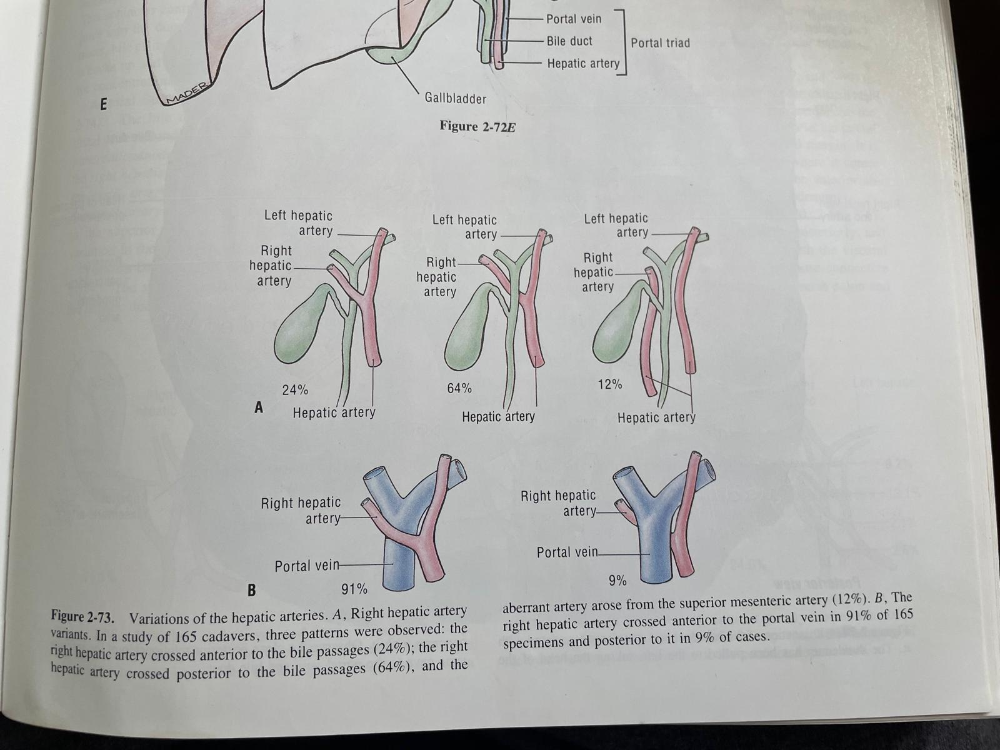 Portal vein
Bile duct
Portal triad
Hepatic artery
MADER
E
Gallbladder
Figure 2-72E
Left hepatic
artery
Right
hepatic
artery
24%
A
Hepatic artery
Left hepatic
artery
Right
hepatic
artery
64%
Hepatic artery
Left hepatic
artery
Right
hepatic
artery
12%
Hepatic artery
Right hepatic
artery
Portal vein
B
91%
Right hepatic
artery
Portal vein
9%
Figure 2-73. Variations of the hepatic arteries. A, Right hepatic artery
variants. In a study of 165 cadavers, three patterns were observed: the
right hepatic artery crossed anterior to the bile passages (24%); the right
hepatic artery crossed posterior to the bile passages (64%), and the
aberrant artery arose from the superior mesenteric artery (12%). B, The
right hepatic artery crossed anterior to the portal vein in 91% of 165
specimens and posterior to it in 9% of cases.